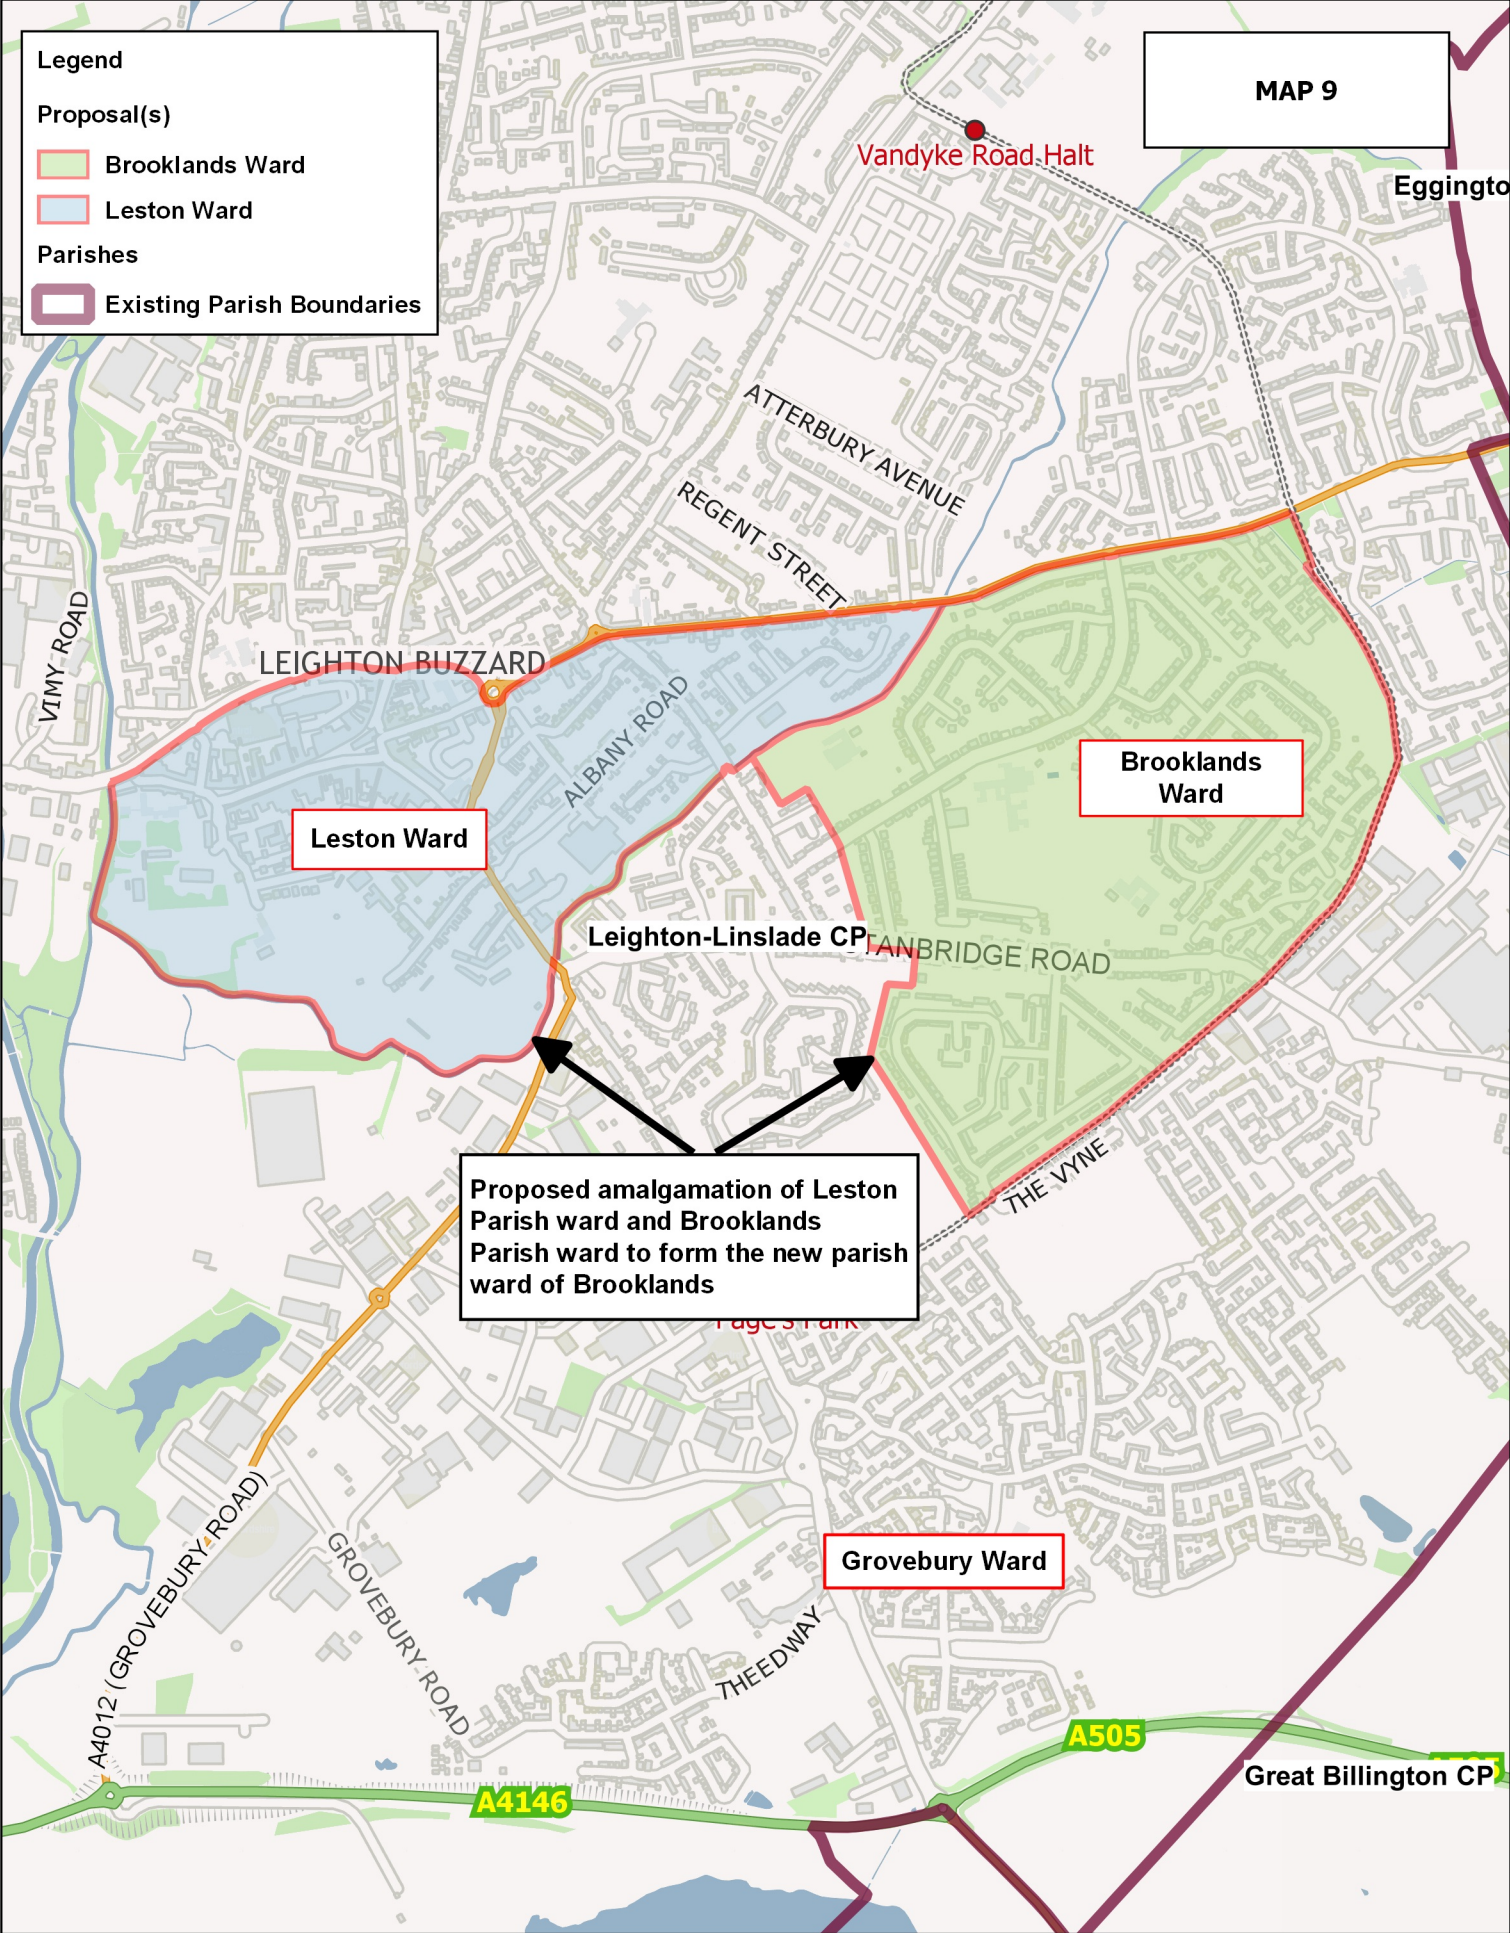 Legend
Proposal(s)
Brooklands Ward
Leston Ward
Parishes
Existing Parish Boundaries
MAP 9
Vandyke Road Halt
Eggingto
ATTERBURY AVENUE
REGENT STREET
VIMY ROAD
LEIGHTON BUZZARD
ALBANY ROAD
Brooklands
Ward
Leston Ward
Leighton-Linslade CP
TANBRIDGE ROAD
THE VYNE
Proposed amalgamation of Leston
Parish ward and Brooklands
Parish ward to form the new parish
ward of Brooklands
Page's Park
A4012 (GROVEBURY ROAD)
GROVEBURY ROAD
Grovebury Ward
THEEDWAY
A505
Great Billington CP
A4146